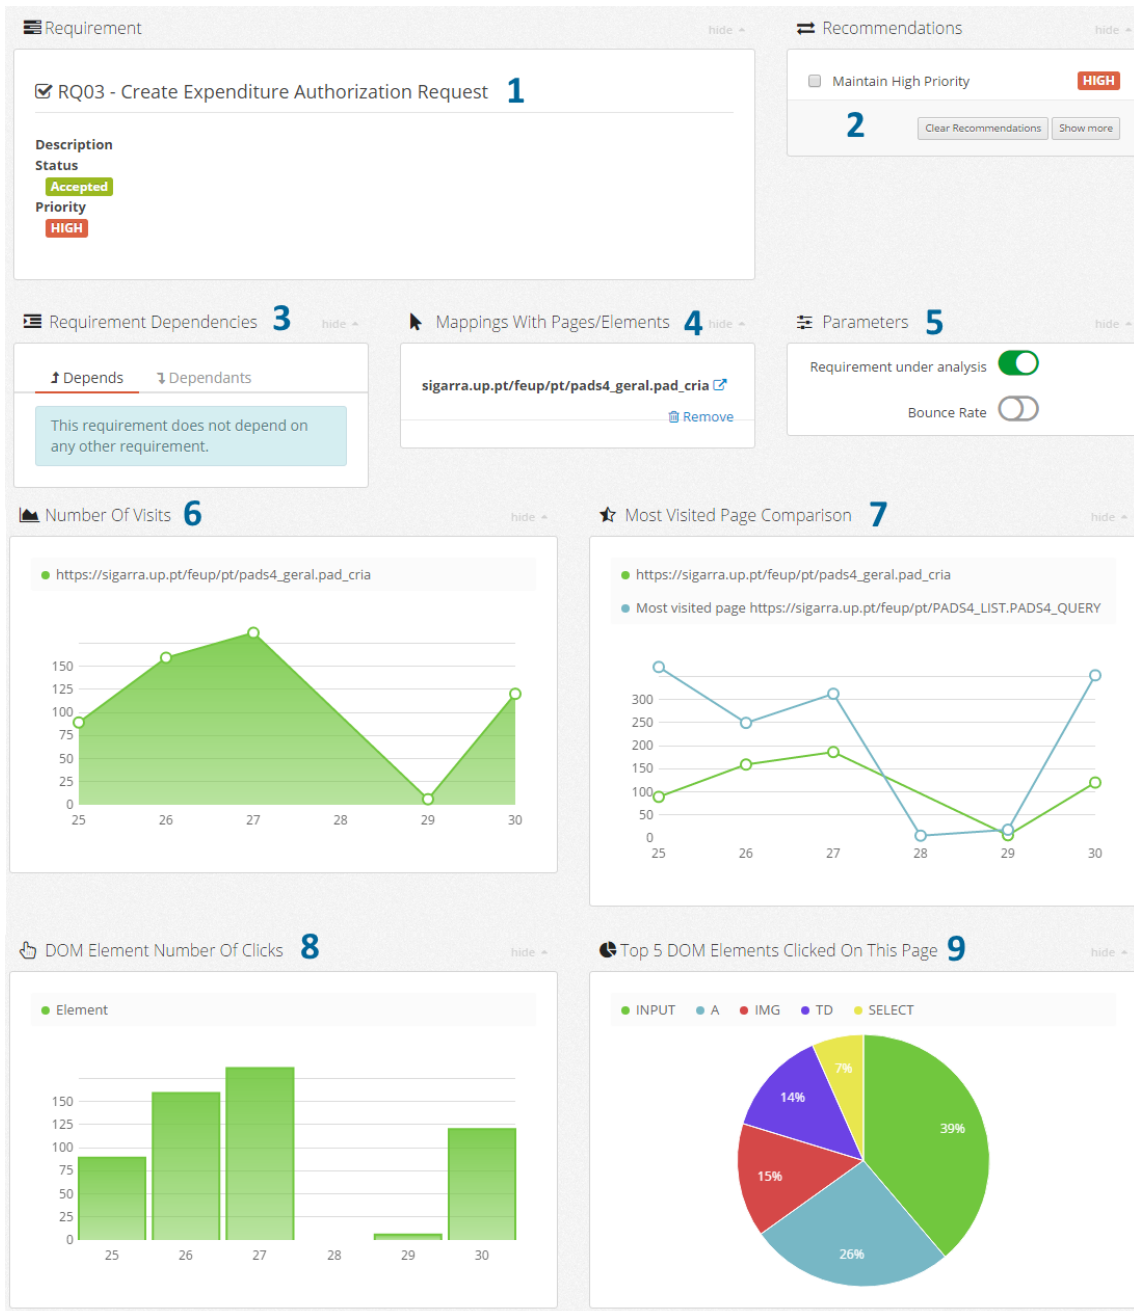 Requirement
hide
RQ03 - Create Expenditure Authorization Request 1
Description
Status
Accepted
Priority
HIGH
Recommendations
hide
Maintain High Priority HIGH
2 Clear Recommendations Show more
Requirement Dependencies 3 hide
Depends Dependants
This requirement does not depend on
any other requirement.
Mappings With Pages/Elements 4 hide
sigarra.up.pt/feup/pt/pads4_geral.pad_cria
Remove
Parameters 5 hide
Requirement under analysis
Bounce Rate
Number Of Visits 6 hide
https://sigarra.up.pt/feup/pt/pads4_geral.pad_cria
150
125
100
75
50
25
0
25 26 27 28 29 30
Most Visited Page Comparison 7 hide
https://sigarra.up.pt/feup/pt/pads4_geral.pad_cria
Most visited page https://sigarra.up.pt/feup/pt/PADS4_LIST.PADS4_QUERY
300
250
200
150
100
50
0
25 26 27 28 29 30
DOM Element Number Of Clicks 8 hide
Element
150
125
100
75
50
25
0
25 26 27 28 29 30
Top 5 DOM Elements Clicked On This Page 9 hide
INPUT A IMG TD SELECT
7%
14%
39%
15%
26%